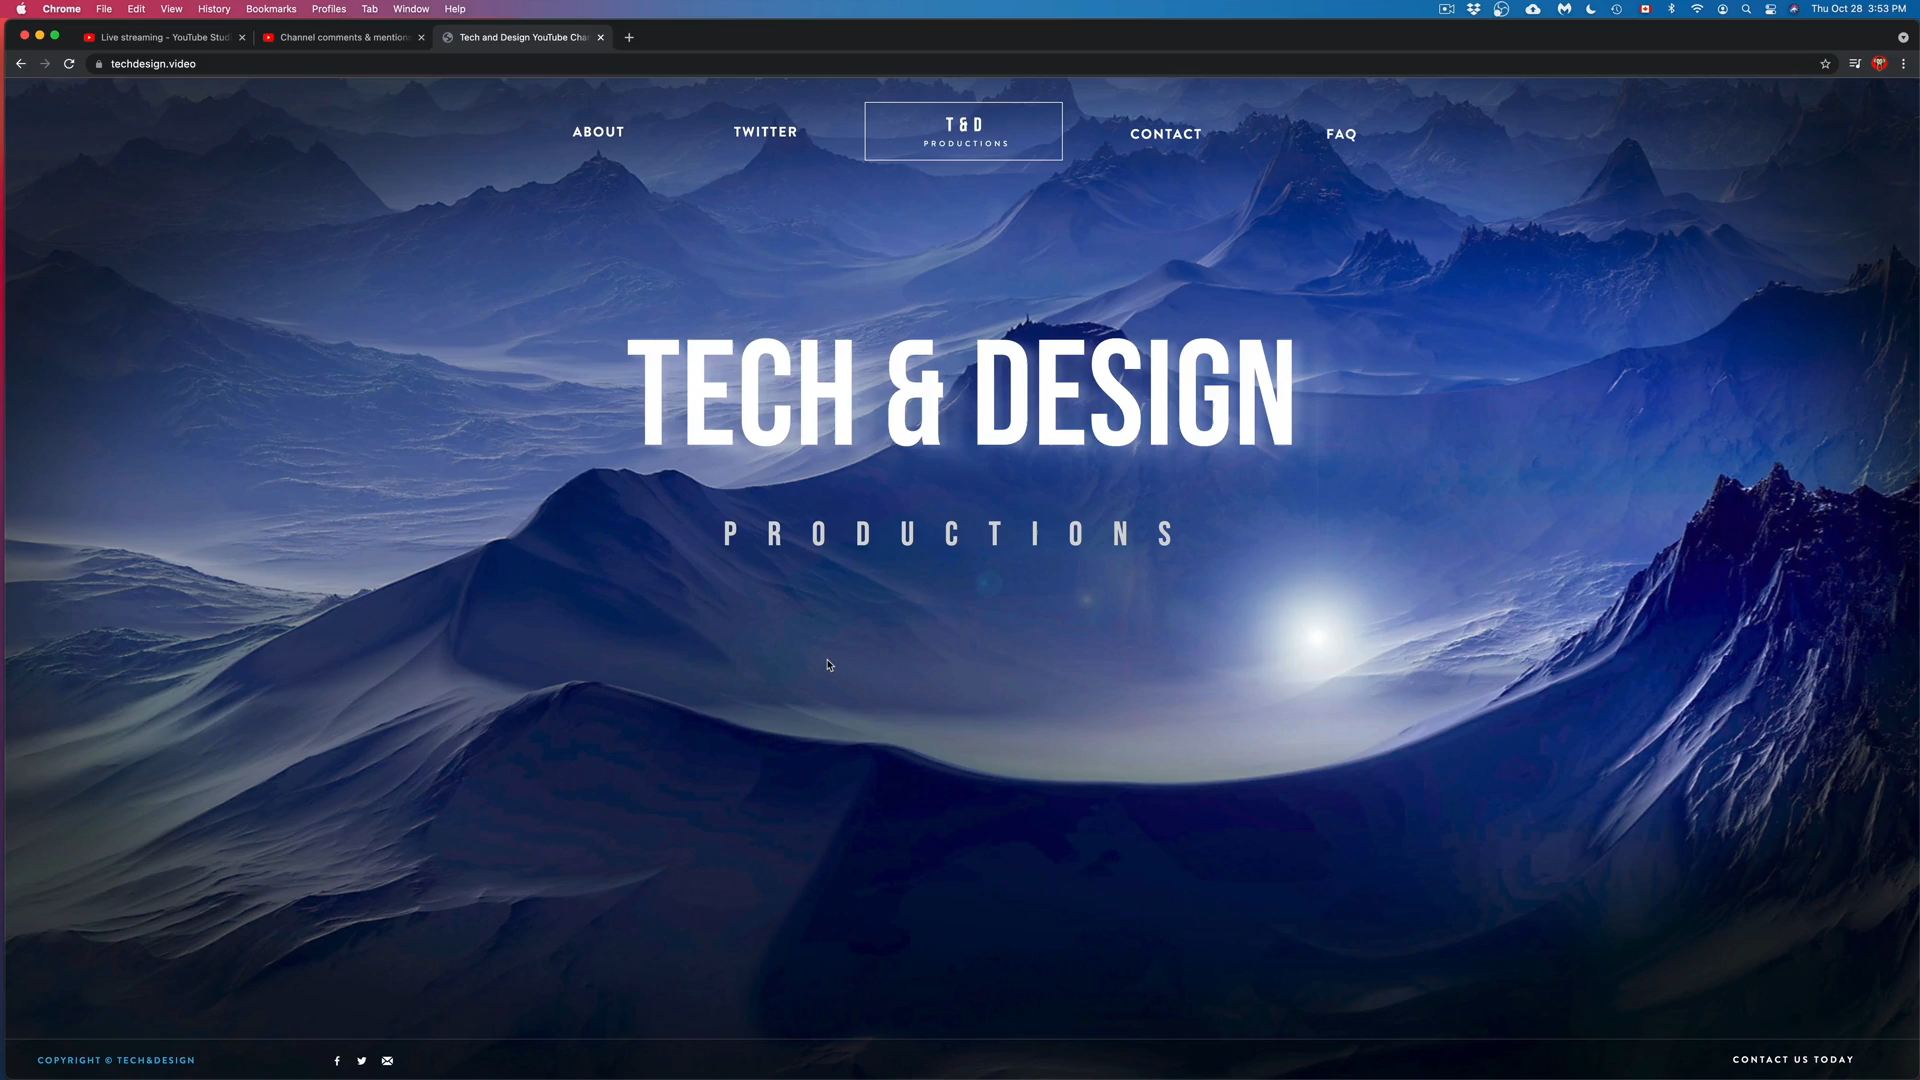 Chrome File Edit View History Bookmarks Profiles Tab Window Help Thu Oct 28 3:53 PM
Live streaming - YouTube Studi Channel comments & mention Tech and Design YouTube Cha
techdesign.video
ABOUT TWITTER T&D CONTACT FAQ
PRODUCTIONS
TECH & DESIGN
PRODUCTIONS
COPYRIGHT © TECH&DESIGN CONTACT US TODAY